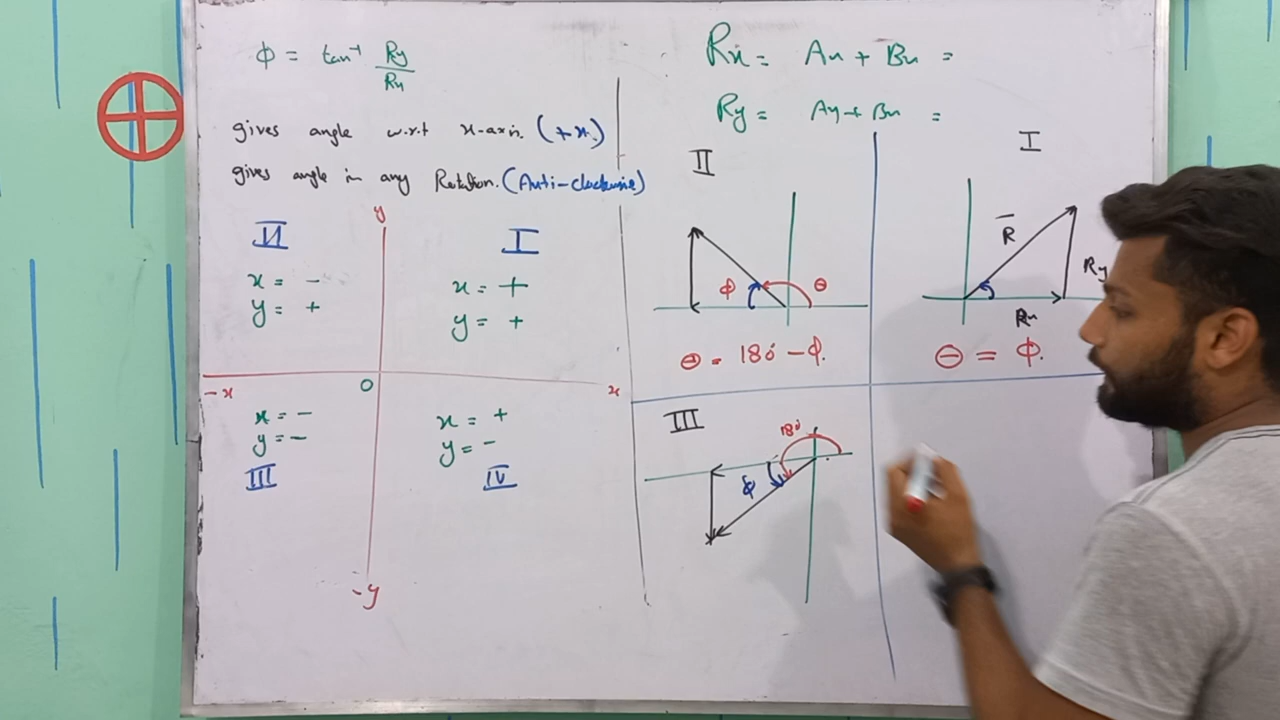 ϕ = tan⁻¹ Ry/Rx
gives angle w.r.t x-axis. (+x.)
gives angle in any Rotation. (Anti-clockwise)
y
II
x = -
y = +
I
x = +
y = +
-x
0
x
x = -
y = -
III
x = +
y = -
IV
-y
Rx = Ax + Bx =
Ry = Ay + Bx =
II
ϕ
θ
θ = 180° - ϕ.
I
R̅
Ry
Rx
θ = ϕ.
III
180°
ϕ